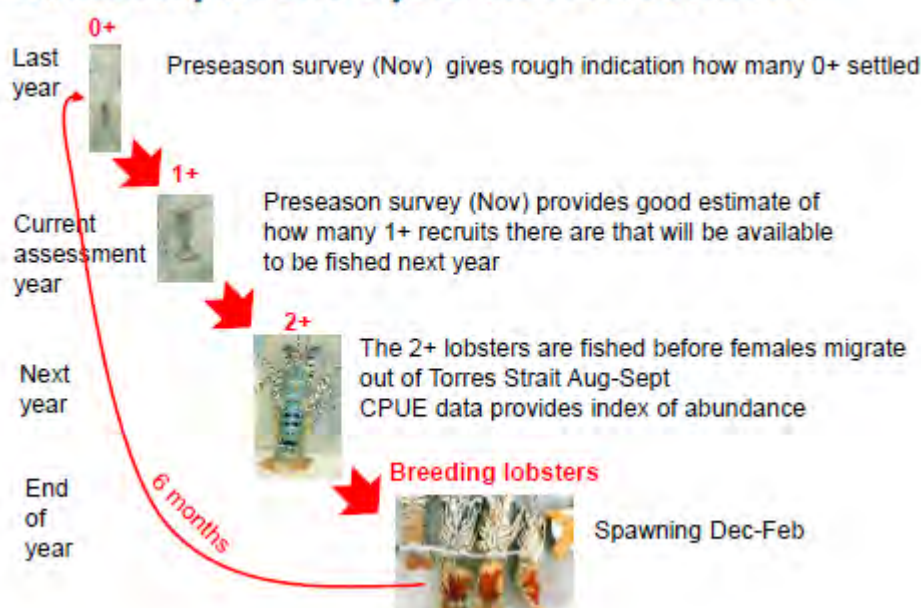 0+
Last
year
Preseason survey (Nov) gives rough indication how many 0+ settled
1+
Current
assessment
year
Preseason survey (Nov) provides good estimate of
how many 1+ recruits there are that will be available
to be fished next year
2+
Next
year
The 2+ lobsters are fished before females migrate
out of Torres Strait Aug-Sept
CPUE data provides index of abundance
Breeding lobsters
End
of
year
6 months
Spawning Dec-Feb